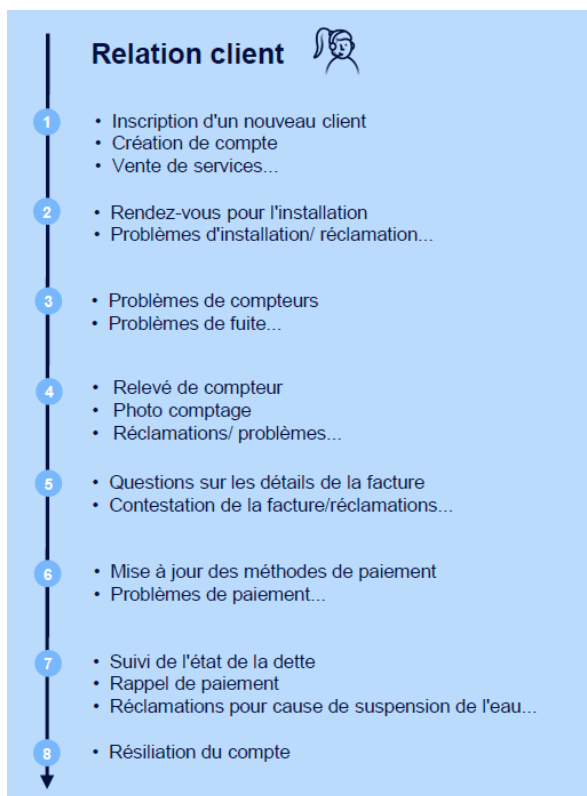 Relation client
1
• Inscription d'un nouveau client
• Création de compte
• Vente de services...
2
• Rendez-vous pour l'installation
• Problèmes d'installation/ réclamation...
3
• Problèmes de compteurs
• Problèmes de fuite...
4
• Relevé de compteur
• Photo comptage
• Réclamations/ problèmes...
5
• Questions sur les détails de la facture
• Contestation de la facture/réclamations...
6
• Mise à jour des méthodes de paiement
• Problèmes de paiement...
7
• Suivi de l'état de la dette
• Rappel de paiement
• Réclamations pour cause de suspension de l'eau...
8
• Résiliation du compte